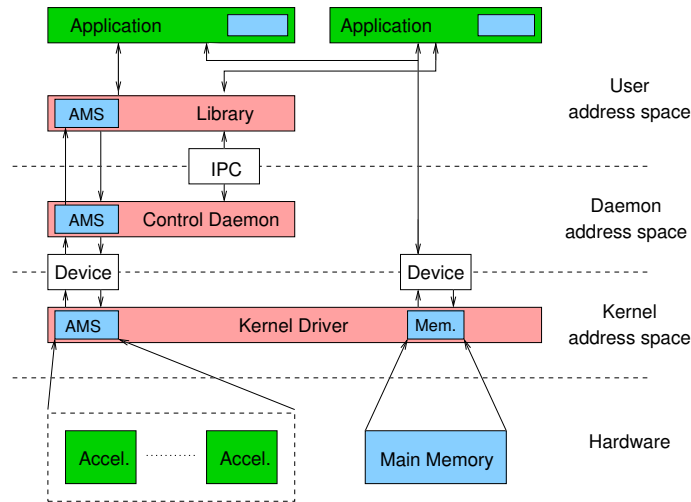 Application
Application
User
address space
AMS
Library
IPC
Daemon
address space
AMS
Control Daemon
Device
Device
Kernel
address space
AMS
Kernel Driver
Mem.
Hardware
Accel.
Accel.
Main Memory